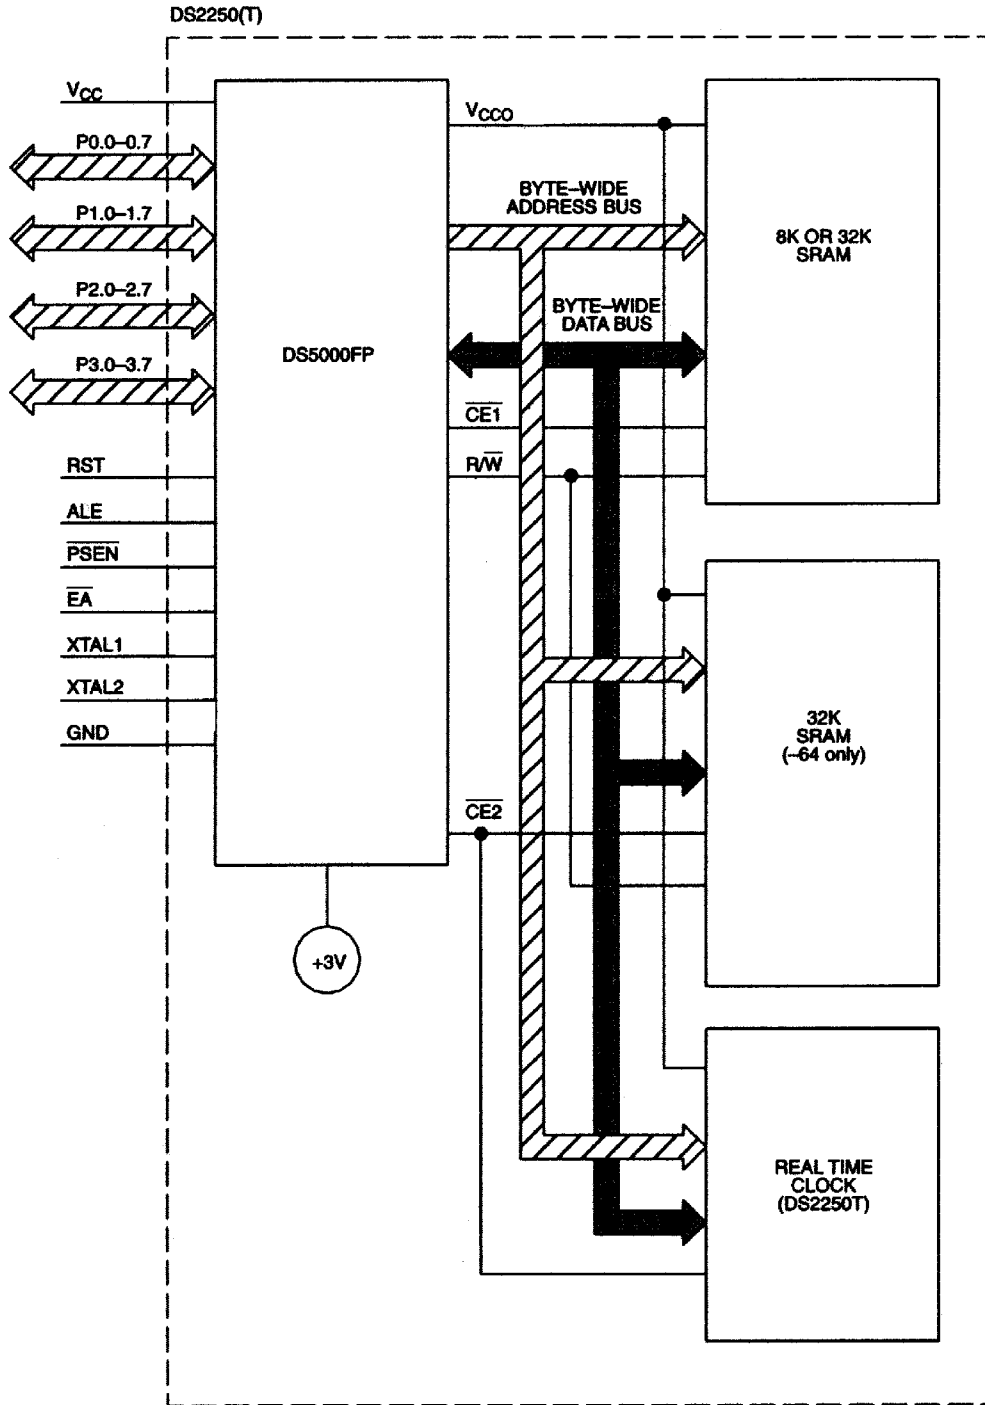 DS2250(T)
VCC
P0.0–0.7
P1.0–1.7
P2.0–2.7
P3.0–3.7
RST
ALE
PSEN
EA
XTAL1
XTAL2
GND
DS5000FP
+3V
VCCO
BYTE–WIDE
ADDRESS BUS
BYTE–WIDE
DATA BUS
CE1
R/W
CE2
8K OR 32K
SRAM
32K
SRAM
(–64 only)
REAL TIME
CLOCK
(DS2250T)